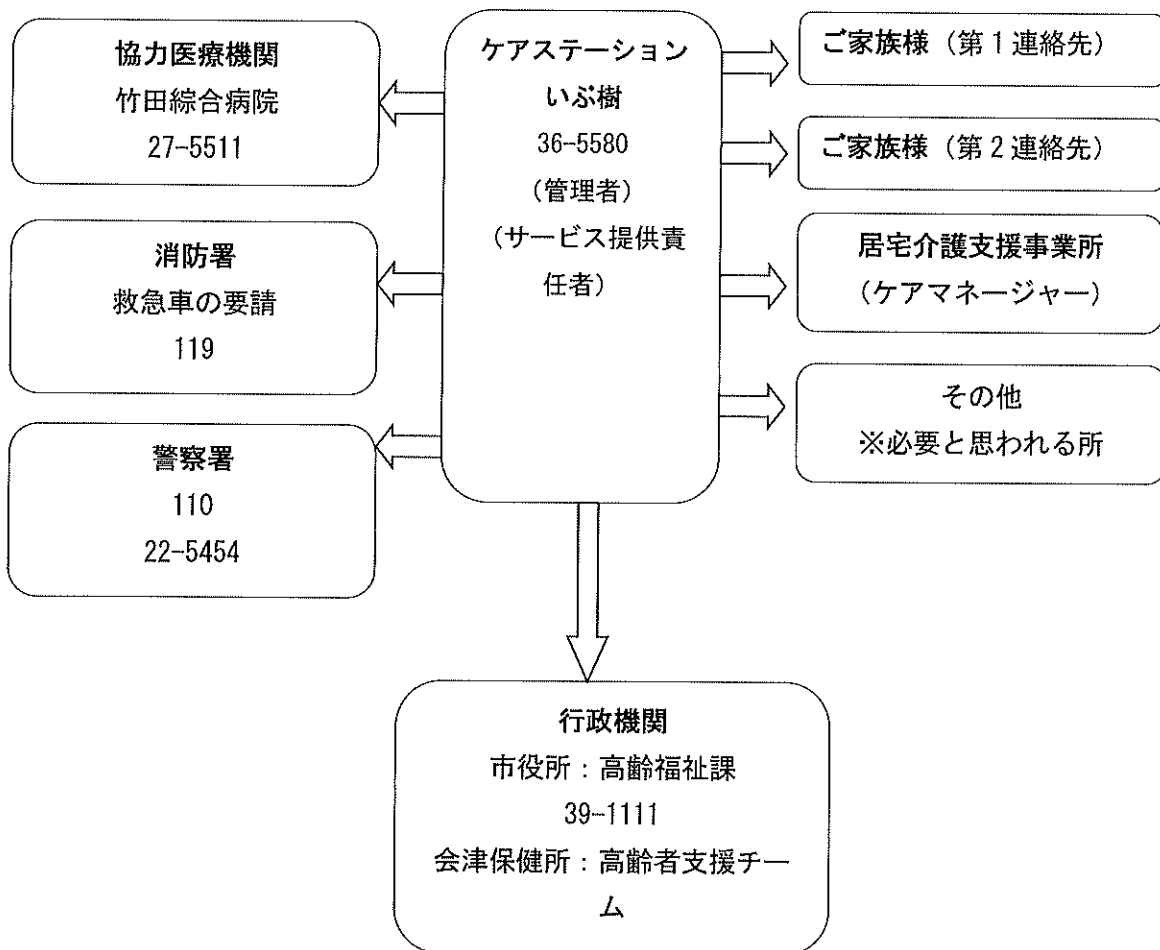 協力医療機関
竹田綜合病院
27-5511
消防署
救急車の要請
119
警察署
110
22-5454
ケアステーション
いぶ樹
36-5580
(管理者)
(サービス提供責
任者)
ご家族様（第1連絡先）
ご家族様（第2連絡先）
居宅介護支援事業所
（ケアマネージャー）
その他
※必要と思われる所
行政機関
市役所：高齢福祉課
39-1111
会津保健所：高齢者支援チー
ム